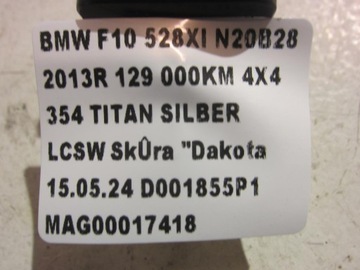 BMW F10 528XI N20B28
2013R 129 000KM 4X4
354 TITAN SILBER
LCSW SkÛra "Dakota
15.05.24 D001855P1
MAG00017418